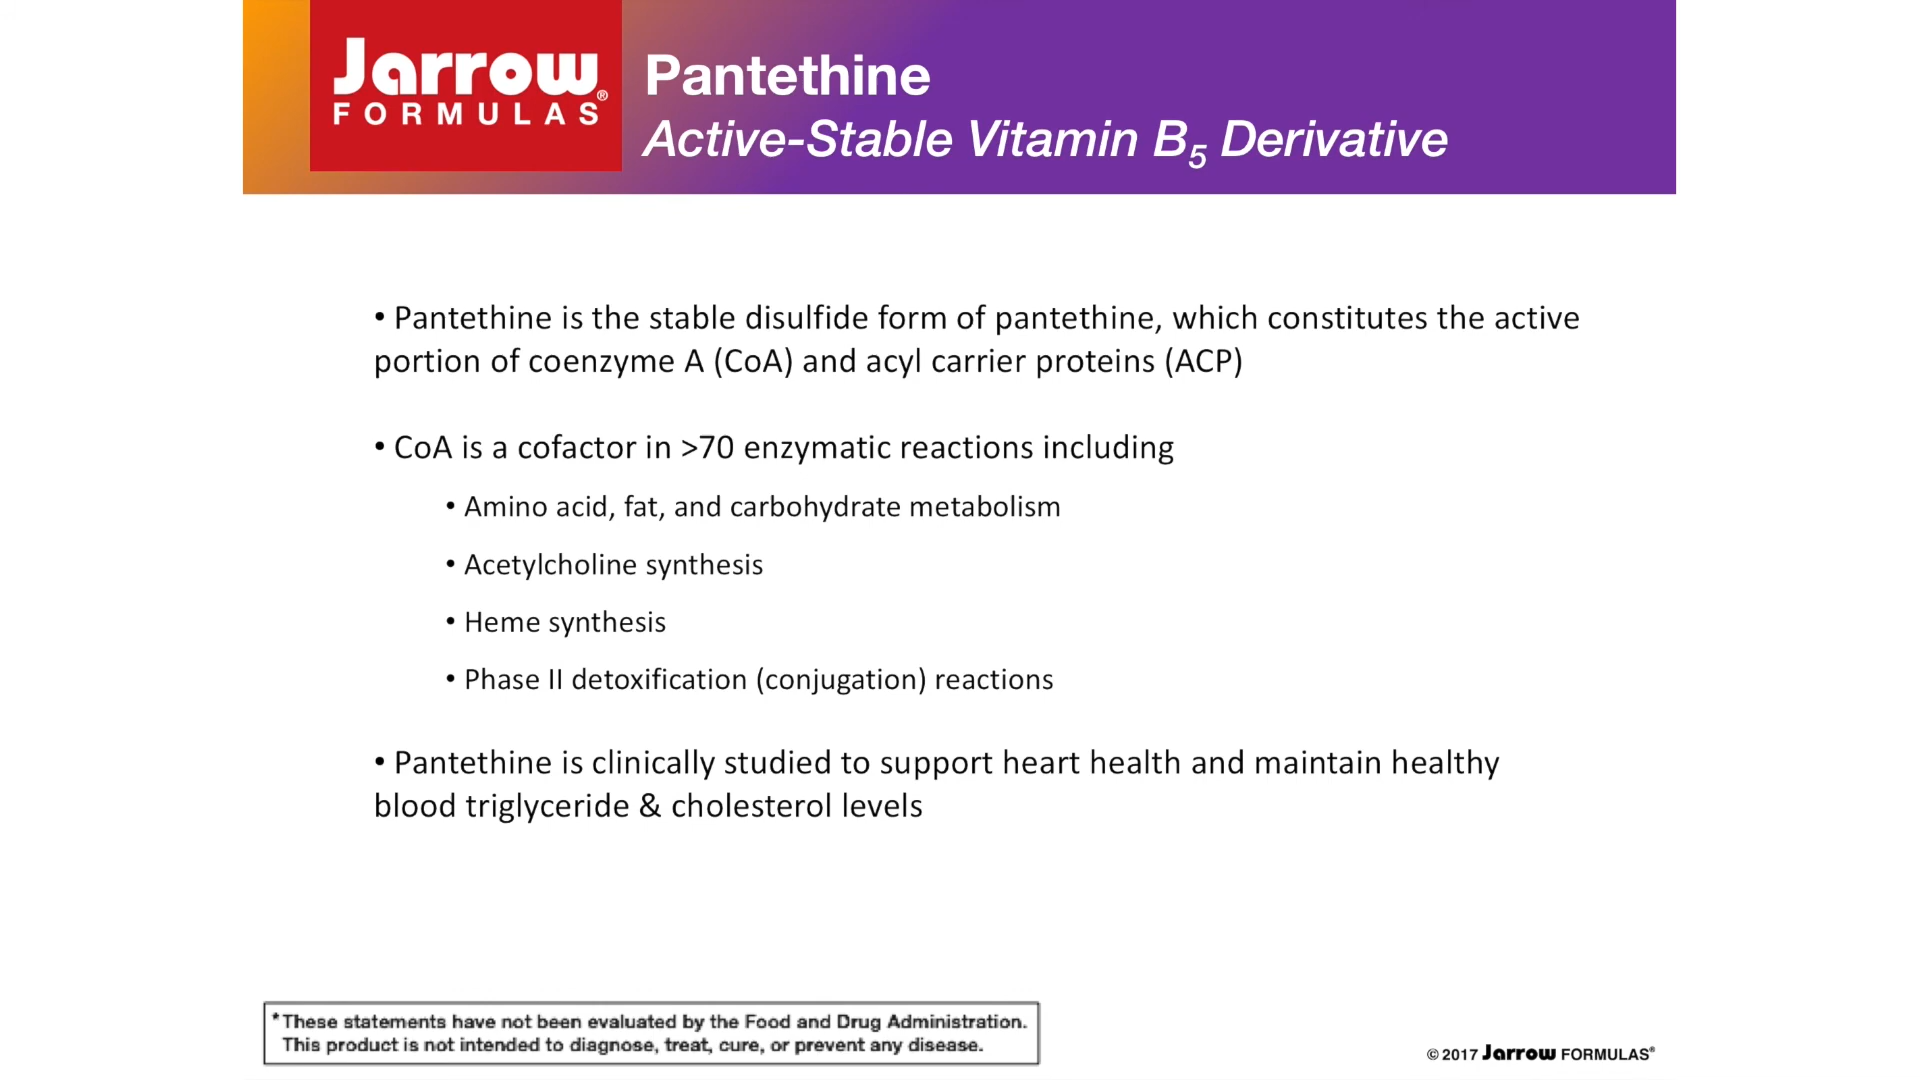 Jarrow®
FORMULAS
Pantethine
Active-Stable Vitamin B5 Derivative
• Pantethine is the stable disulfide form of pantethine, which constitutes the active
portion of coenzyme A (CoA) and acyl carrier proteins (ACP)
• CoA is a cofactor in >70 enzymatic reactions including
• Amino acid, fat, and carbohydrate metabolism
• Acetylcholine synthesis
• Heme synthesis
• Phase II detoxification (conjugation) reactions
• Pantethine is clinically studied to support heart health and maintain healthy
blood triglyceride & cholesterol levels
*These statements have not been evaluated by the Food and Drug Administration.
This product is not intended to diagnose, treat, cure, or prevent any disease.
© 2017 Jarrow FORMULAS®